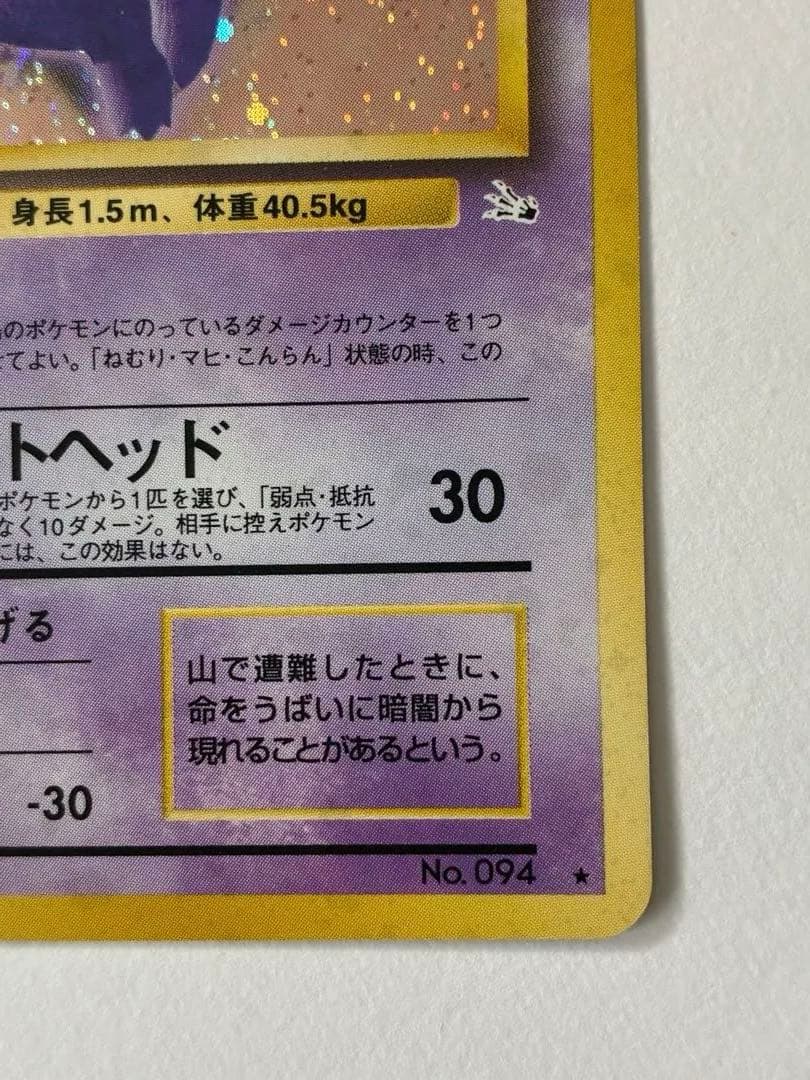 身長1.5m、体重40.5kg
のポケモンにのっているダメージカウンターを1つ
てよい。「ねむり・マヒ・こんらん」状態の時、この
トヘッド
30
ポケモンから1匹を選び、「弱点・抵抗
なく10ダメージ。相手に控えポケモン
には、この効果はない。
げる
山で遭難したときに、
命をうばいに暗闇から
現れることがあるという。
-30
No. 094 ★